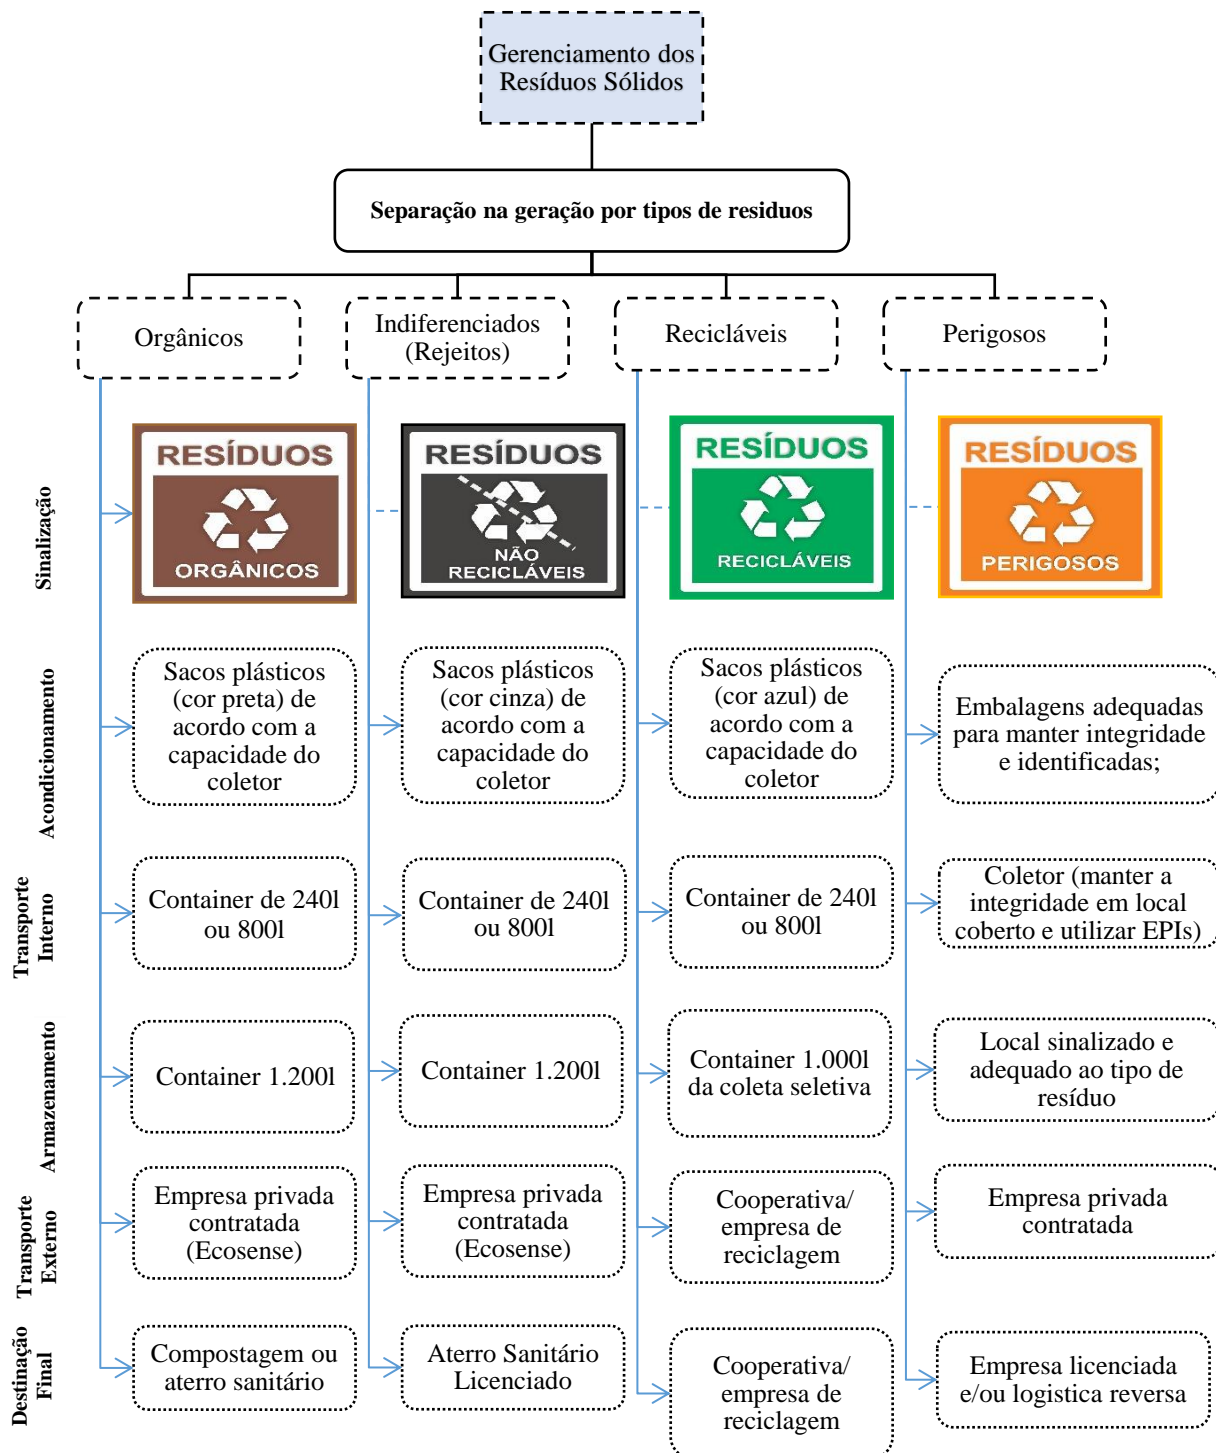 Gerenciamento dos
Resíduos Sólidos
Separação na geração por tipos de residuos
Orgânicos
Indiferenciados
(Rejeitos)
Recicláveis
Perigosos
Sinalização
RESÍDUOS
ORGÂNICOS
RESÍDUOS
NÃO
RECICLÁVEIS
RESÍDUOS
RECICLÁVEIS
RESÍDUOS
PERIGOSOS
Acondicionamento
Sacos plásticos
(cor preta) de
acordo com a
capacidade do
coletor
Sacos plásticos
(cor cinza) de
acordo com a
capacidade do
coletor
Sacos plásticos
(cor azul) de
acordo com a
capacidade do
coletor
Embalagens adequadas
para manter integridade
e identificadas;
Transporte
Interno
Container de 240l
ou 800l
Container de 240l
ou 800l
Container de 240l
ou 800l
Coletor (manter a
integridade em local
coberto e utilizar EPIs)
Armazenamento
Container 1.200l
Container 1.200l
Container 1.000l
da coleta seletiva
Local sinalizado e
adequado ao tipo de
resíduo
Transporte
Externo
Empresa privada
contratada
(Ecosense)
Empresa privada
contratada
(Ecosense)
Cooperativa/
empresa de
reciclagem
Empresa privada
contratada
Destinação
Final
Compostagem ou
aterro sanitário
Aterro Sanitário
Licenciado
Cooperativa/
empresa de
reciclagem
Empresa licenciada
e/ou logistica reversa